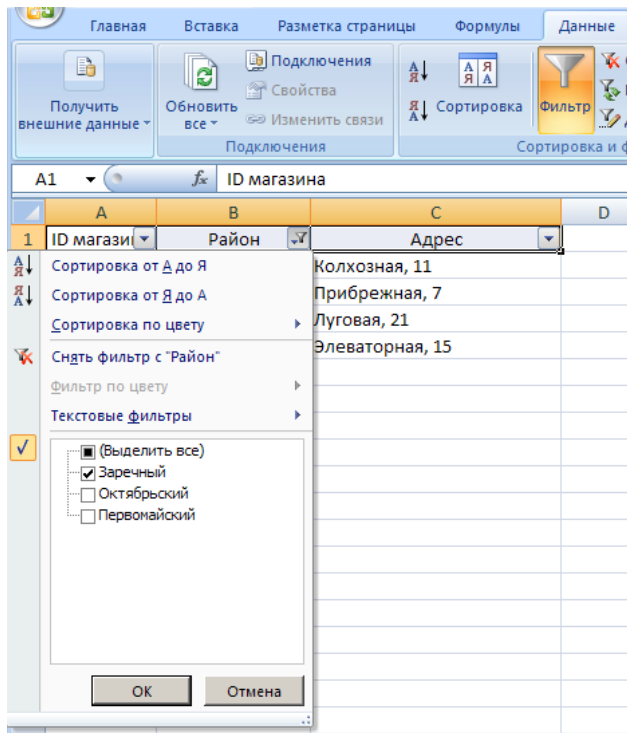 Главная Вставка Разметка страницы Формулы Данные
Получить внешние данные
Обновить все
Подключения
Свойства
Изменить связи
Подключения
А Я
Я А
А Я
Я А
Сортировка
Фильтр
Сортировка и ф
A1 fx ID магазина
A B C D
1 ID магази Район Адрес
Сортировка от А до Я
Сортировка от Я до А
Сортировка по цвету
Снять фильтр с "Район"
Фильтр по цвету
Текстовые фильтры
(Выделить все)
Заречный
Октябрьский
Первомайский
ОК Отмена
Колхозная, 11
Прибрежная, 7
Луговая, 21
Элеваторная, 15